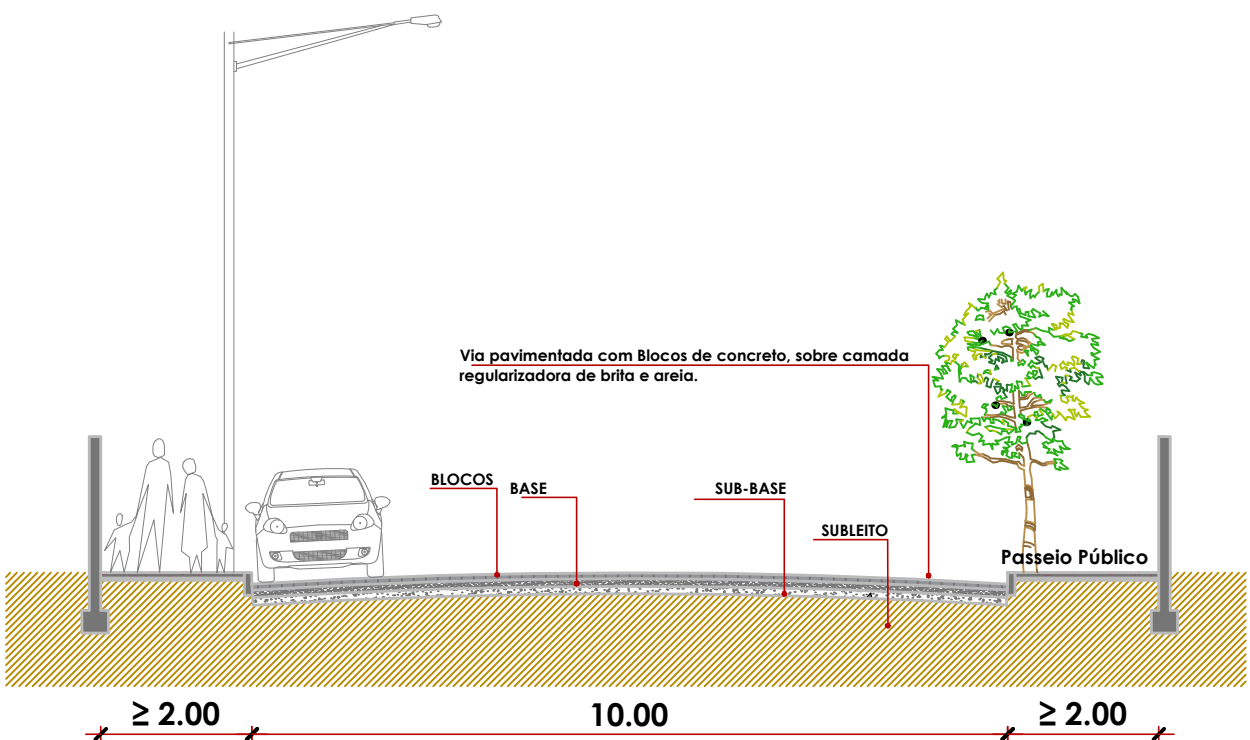 Via pavimentada com Blocos de concreto, sobre camada
regularizadora de brita e areia.
BLOCOS
BASE
SUB-BASE
SUBLEITO
Passeio Público
≥ 2.00
10.00
≥ 2.00